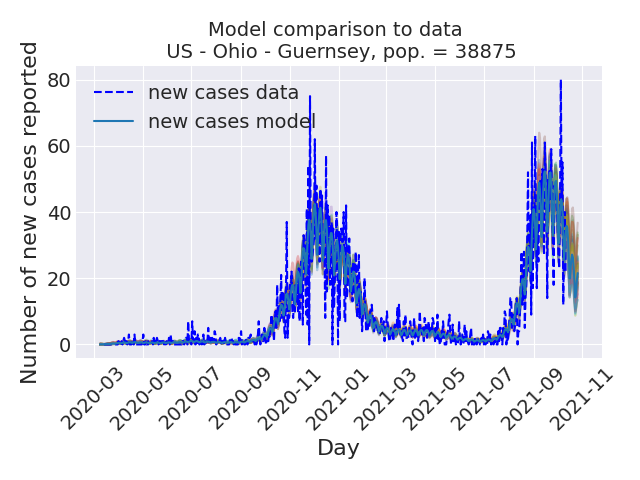 Model comparison to data
US - Ohio - Guernsey, pop. = 38875
Number of new cases reported
80
60
40
20
0
new cases data
new cases model
2020-03
2020-05
2020-07
2020-09
2020-11
2021-01
2021-03
2021-05
2021-07
2021-09
2021-11
Day